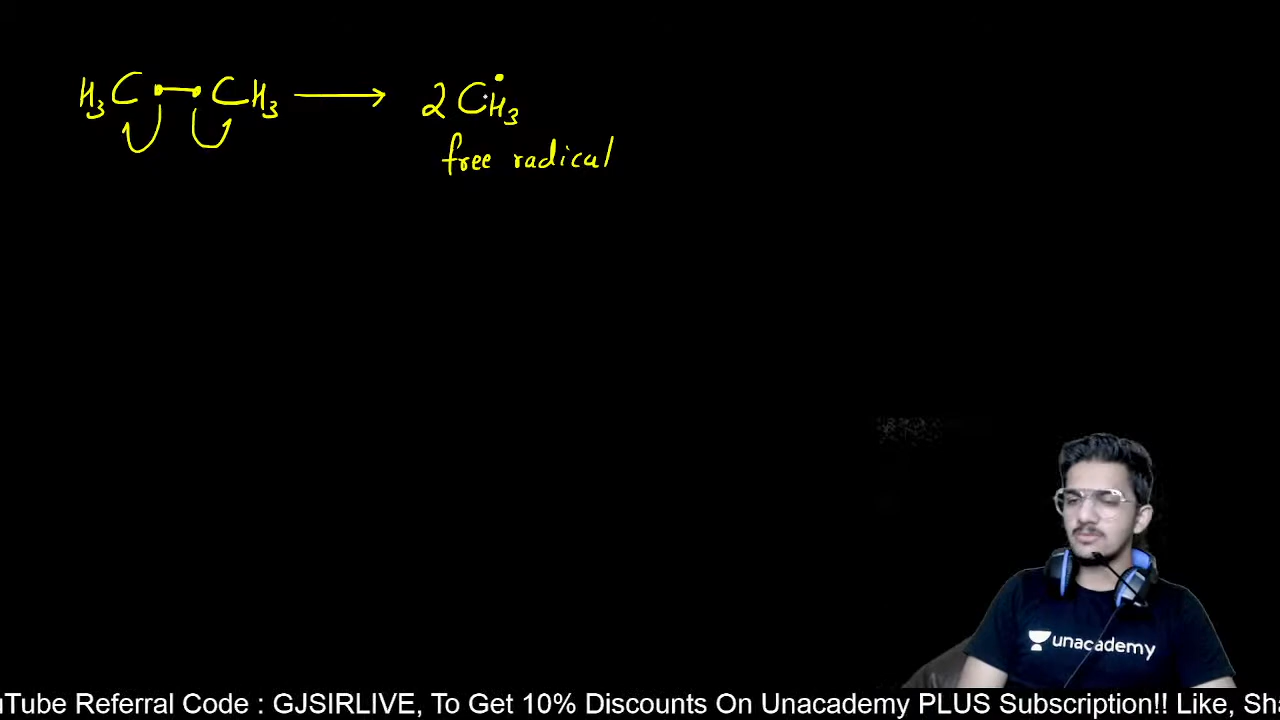 H₃C—CH₃ ⟶ 2 ĊH₃
free radical
unacademy
uTube Referral Code : GJSIRLIVE, To Get 10% Discounts On Unacademy PLUS Subscription!! Like, Sha